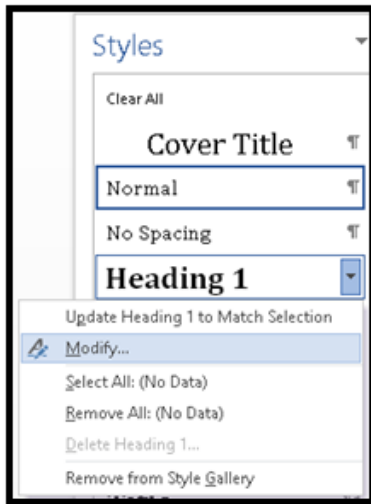 Styles
Clear All
Cover Title ¶
Normal ¶
No Spacing ¶
Heading 1
Update Heading 1 to Match Selection
Modify...
Select All: (No Data)
Remove All: (No Data)
Delete Heading 1...
Remove from Style Gallery